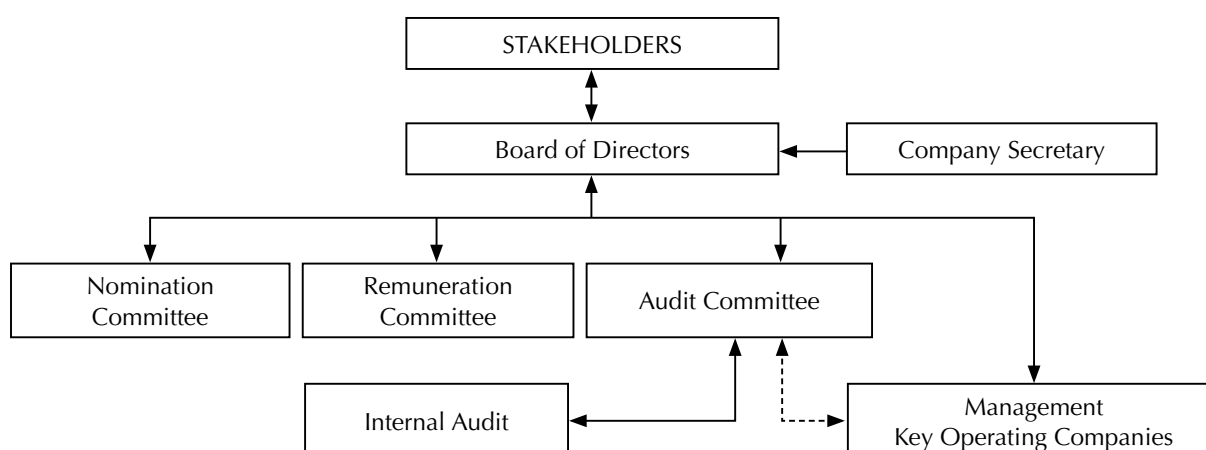 STAKEHOLDERS
Board of Directors
Company Secretary
Nomination
Committee
Remuneration
Committee
Audit Committee
Internal Audit
Management
Key Operating Companies